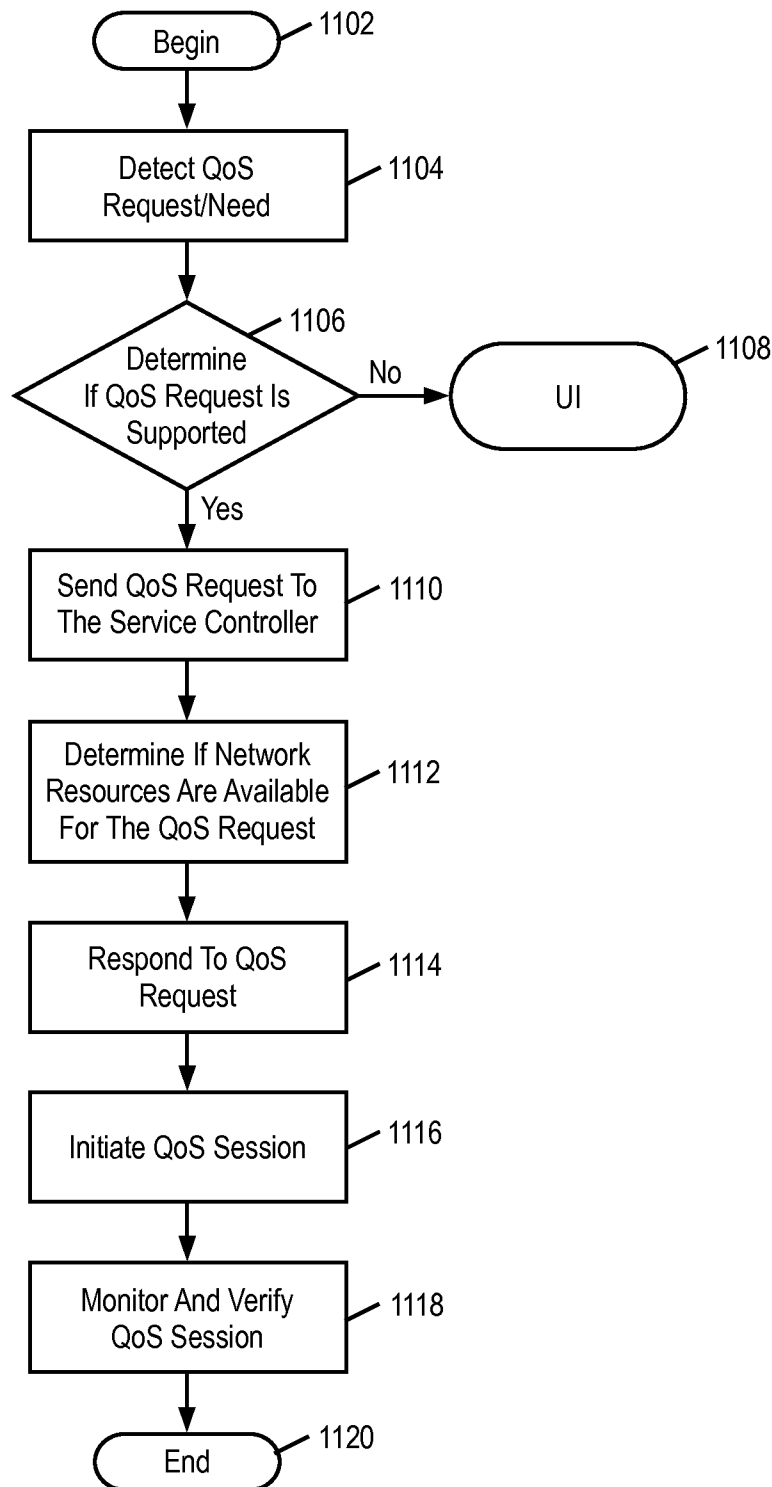 Begin
1102
Detect QoS
Request/Need
1104
1106
Determine
If QoS Request Is
Supported
No
UI
1108
Yes
Send QoS Request To
The Service Controller
1110
Determine If Network
Resources Are Available
For The QoS Request
1112
Respond To QoS
Request
1114
Initiate QoS Session
1116
Monitor And Verify
QoS Session
1118
End
1120